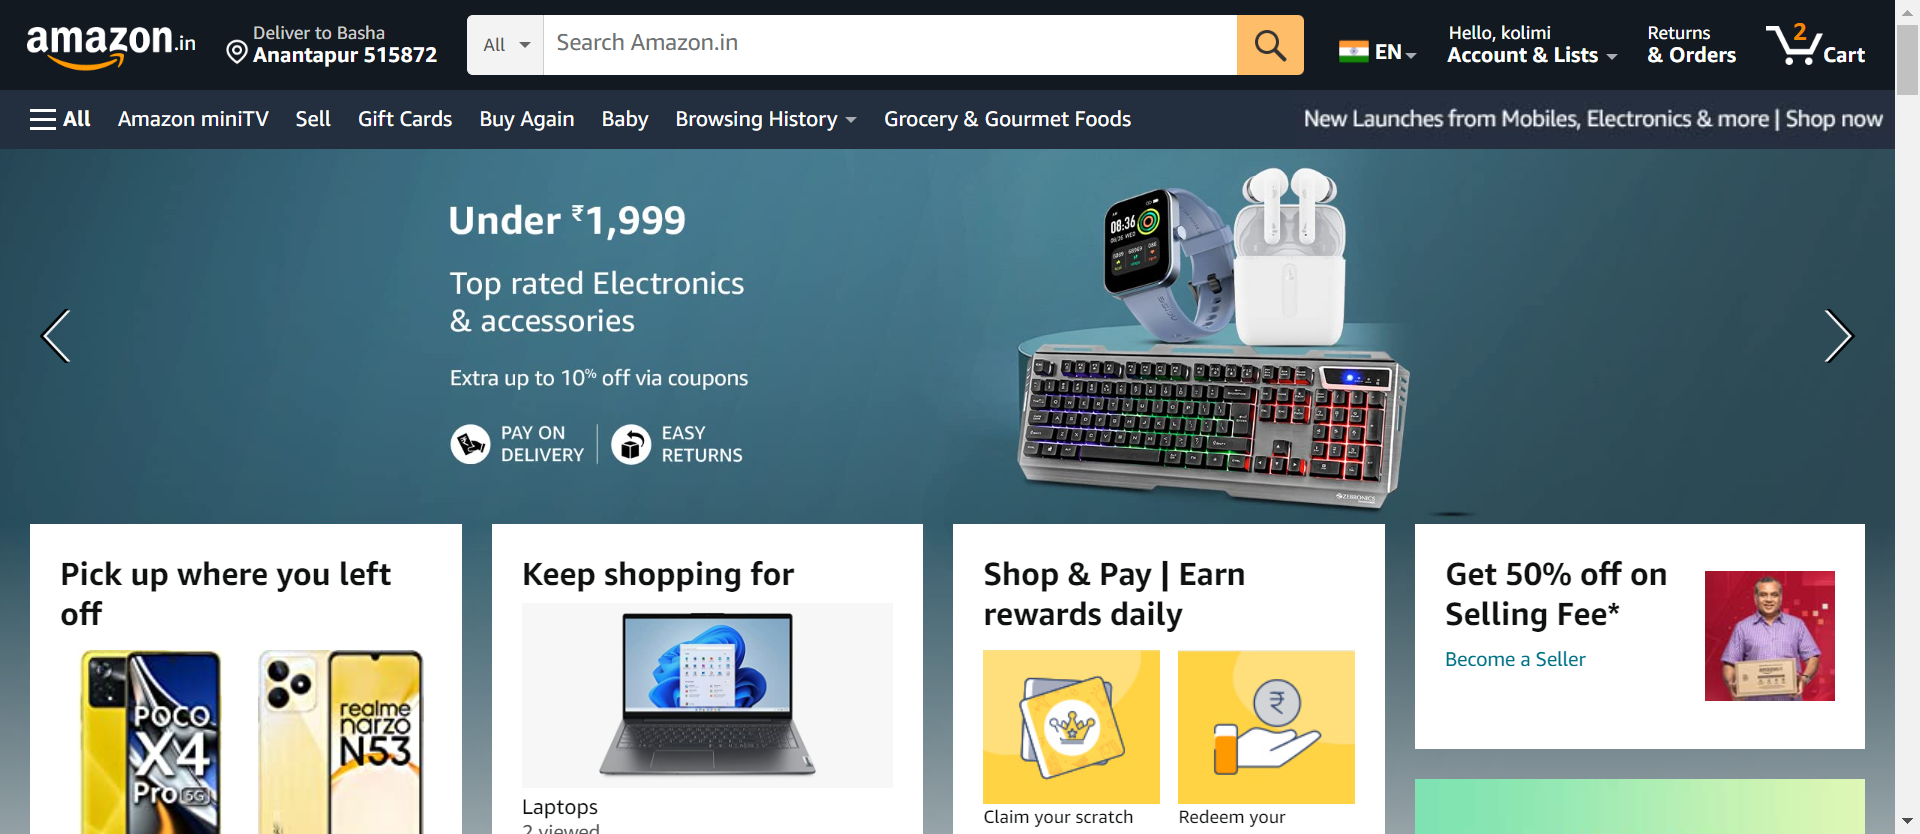 amazon.in
Deliver to Basha
Anantapur 515872
All
Search Amazon.in
EN
Hello, kolimi
Account & Lists
Returns
& Orders
2
Cart
All
Amazon miniTV
Sell
Gift Cards
Buy Again
Baby
Browsing History
Grocery & Gourmet Foods
New Launches from Mobiles, Electronics & more | Shop now
Under ₹1,999
Top rated Electronics
& accessories
Extra up to 10% off via coupons
PAY ON
DELIVERY
EASY
RETURNS
08:36
ZEBRONICS
Pick up where you left
off
POCO
X4
Pro 5G
realme
narzo
N53
Keep shopping for
Laptops
2 viewed
Shop & Pay | Earn
rewards daily
Claim your scratch
Redeem your
Get 50% off on
Selling Fee*
Become a Seller
amazon